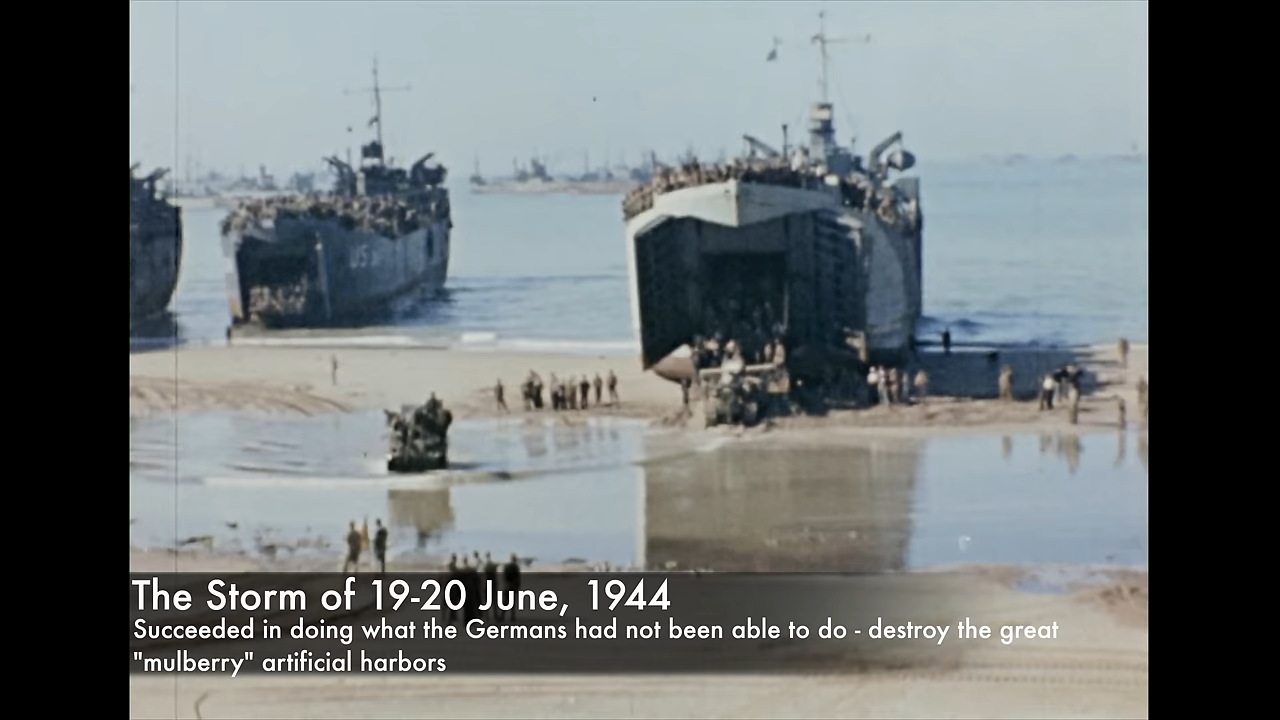 The Storm of 19-20 June, 1944
Succeeded in doing what the Germans had not been able to do - destroy the great
"mulberry" artificial harbors